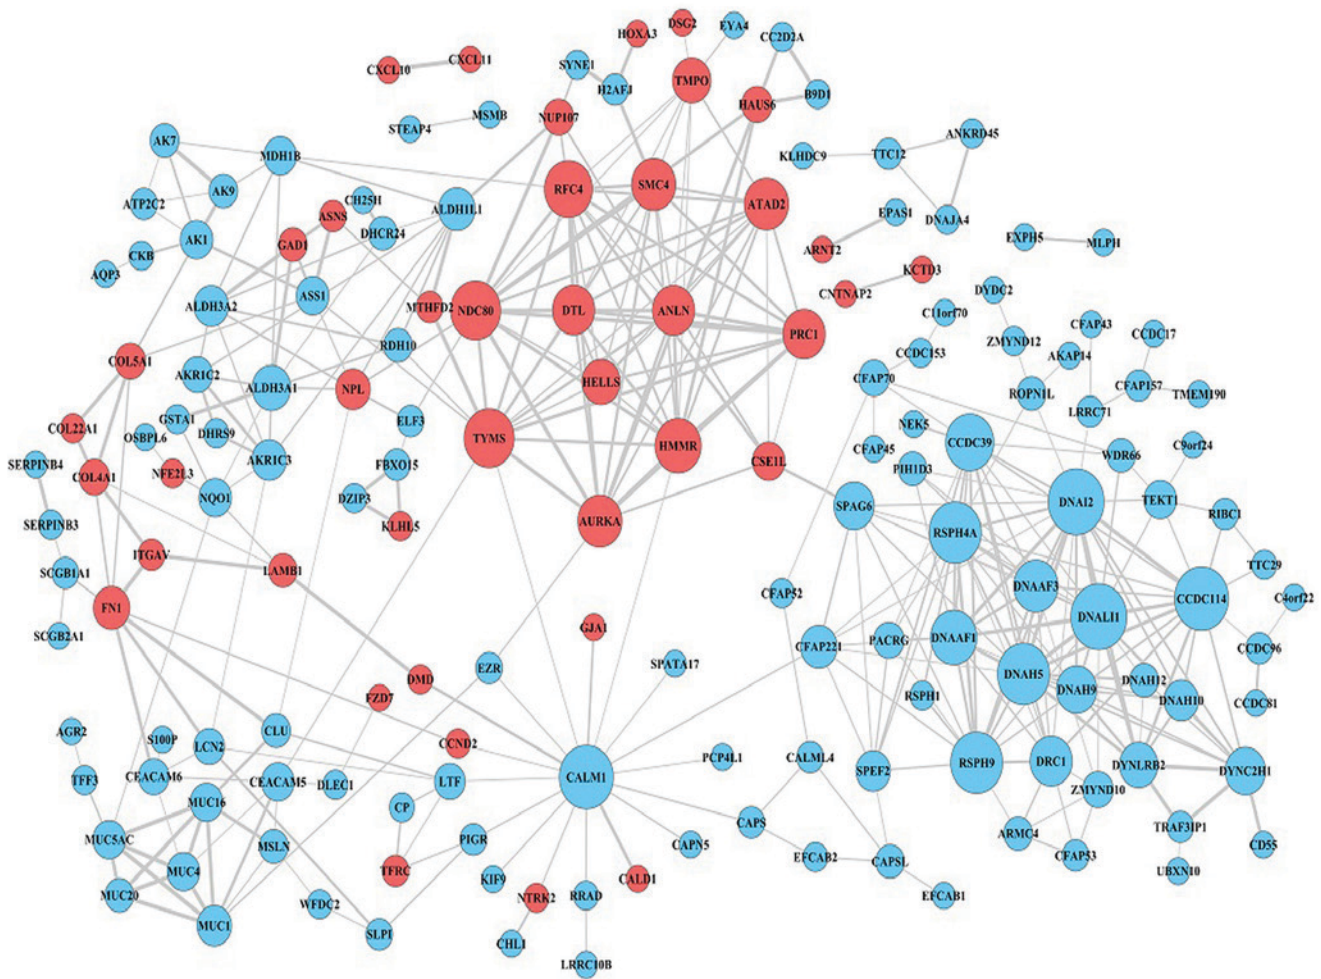 HOXA3
DSG2
EYA4
CC2D2A
CXCL10
CXCL11
SYNE1
H2AFJ
TMPO
HAUS6
B9D1
STEAP4
MSMB
NUP107
AK7
MDH1B
KLHDC9
TTC12
ANKRD45
ATP2C2
AK9
CH25H
ASNS
ALDH1L1
RFC4
SMC4
ATAD2
EPAS1
DNAJA4
AK1
GAD1
DHCR24
ARNT2
EXPH5
MLPH
CKB
AQP3
KCTD3
CNTNAP2
ALDH3A2
ASS1
MTHFD2
NDC80
DTL
ANLN
PRC1
DYDC2
C11orf70
CFAP43
RDH10
CCDC153
ZMYND12
AKAP14
CCDC17
COL5A1
AKR1C2
ALDH3A1
NPL
HELLS
CFAP70
ROPN1L
CFAP157
LRRC71
TMEM190
GSTA1
DHRS9
ELF3
COL22A1
OSBPL6
TYMS
HMMR
NEK5
CCDC39
CFAP45
C9orf24
SERPINB4
COL4A1
NFE2L3
AKR1C3
FBXO15
CSE1L
PIH1D3
WDR66
NQO1
DZIP3
KLHL5
AURKA
SPAG6
DNAI2
TEKT1
SERPINB3
RSPH4A
RIBC1
ITGAV
SCGB1A1
LAMB1
TTC29
CFAP52
DNAAF3
CCDC114
C4orf22
FN1
SCGB2A1
GJA1
DNALI1
CFAP221
PACRG
DNAAF1
CCDC96
EZR
SPATA17
DMD
FZD7
DNAH5
DNAH9
DNAH12
DNAH10
RSPH1
CCDC81
AGR2
S100P
LCN2
CLU
CCND2
TFF3
CEACAM6
CEACAM5
DLEC1
LTF
CALM1
PCP4L1
CALML4
SPEF2
RSPH9
DRC1
DYNLRB2
DYNC2H1
MUC16
CP
ZMYND10
MUC5AC
MSLN
PIGR
CAPS
CAPN5
ARMC4
TRAF3IP1
CD55
MUC4
TFRC
EFCAB2
CAPSL
CFAP53
UBXN10
MUC20
KIF9
CALD1
NTRK2
RRAD
EFCAB1
MUC1
WFDC2
SLPI
CHL1
LRRC10B